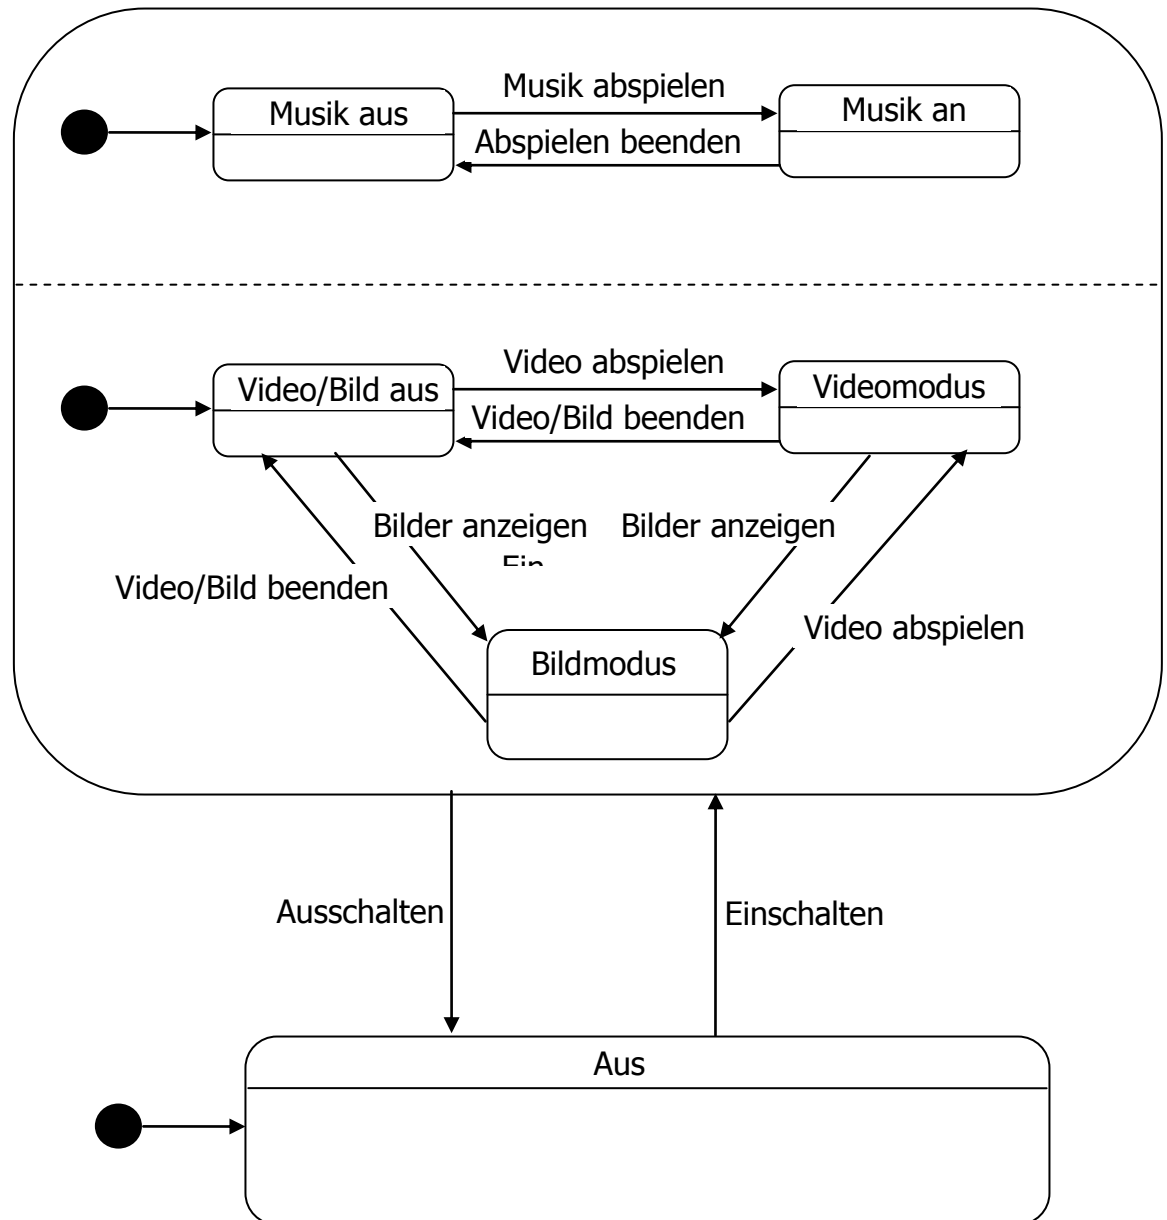 Musik abspielen
Musik aus
Musik an
Abspielen beenden
Video abspielen
Video/Bild aus
Videomodus
Video/Bild beenden
Bilder anzeigen
Bilder anzeigen
Video/Bild beenden
Video abspielen
Bildmodus
Ausschalten
Einschalten
Aus